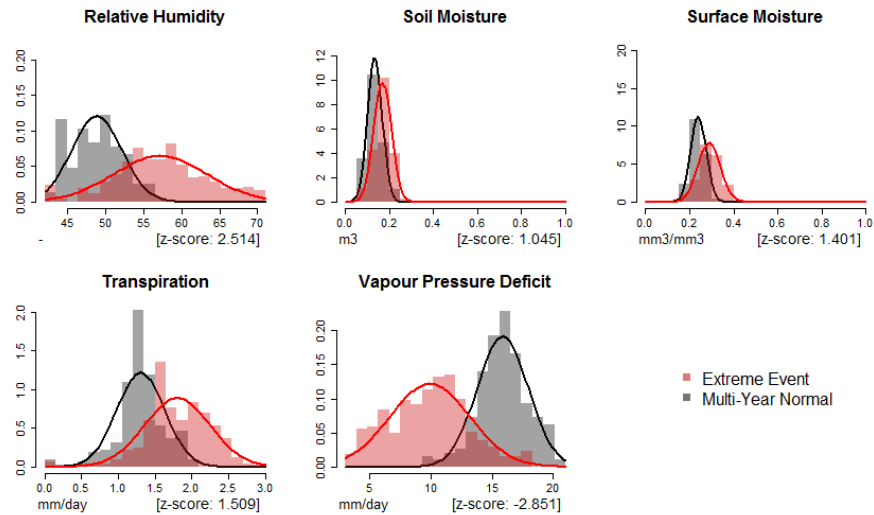 Relative Humidity
0.00 0.05 0.10 0.15 0.20
45 50 55 60 65 70
- [z-score: 2.514]
Soil Moisture
0 2 4 6 8 10 12
0.0 0.2 0.4 0.6 0.8 1.0
m3 [z-score: 1.045]
Surface Moisture
0 5 10 15 20
0.0 0.2 0.4 0.6 0.8 1.0
mm3/mm3 [z-score: 1.401]
Transpiration
0.0 0.5 1.0 1.5 2.0
0.0 0.5 1.0 1.5 2.0 2.5 3.0
mm/day [z-score: 1.509]
Vapour Pressure Deficit
0.00 0.05 0.10 0.15 0.20
5 10 15 20
mm/day [z-score: -2.851]
Extreme Event
Multi-Year Normal